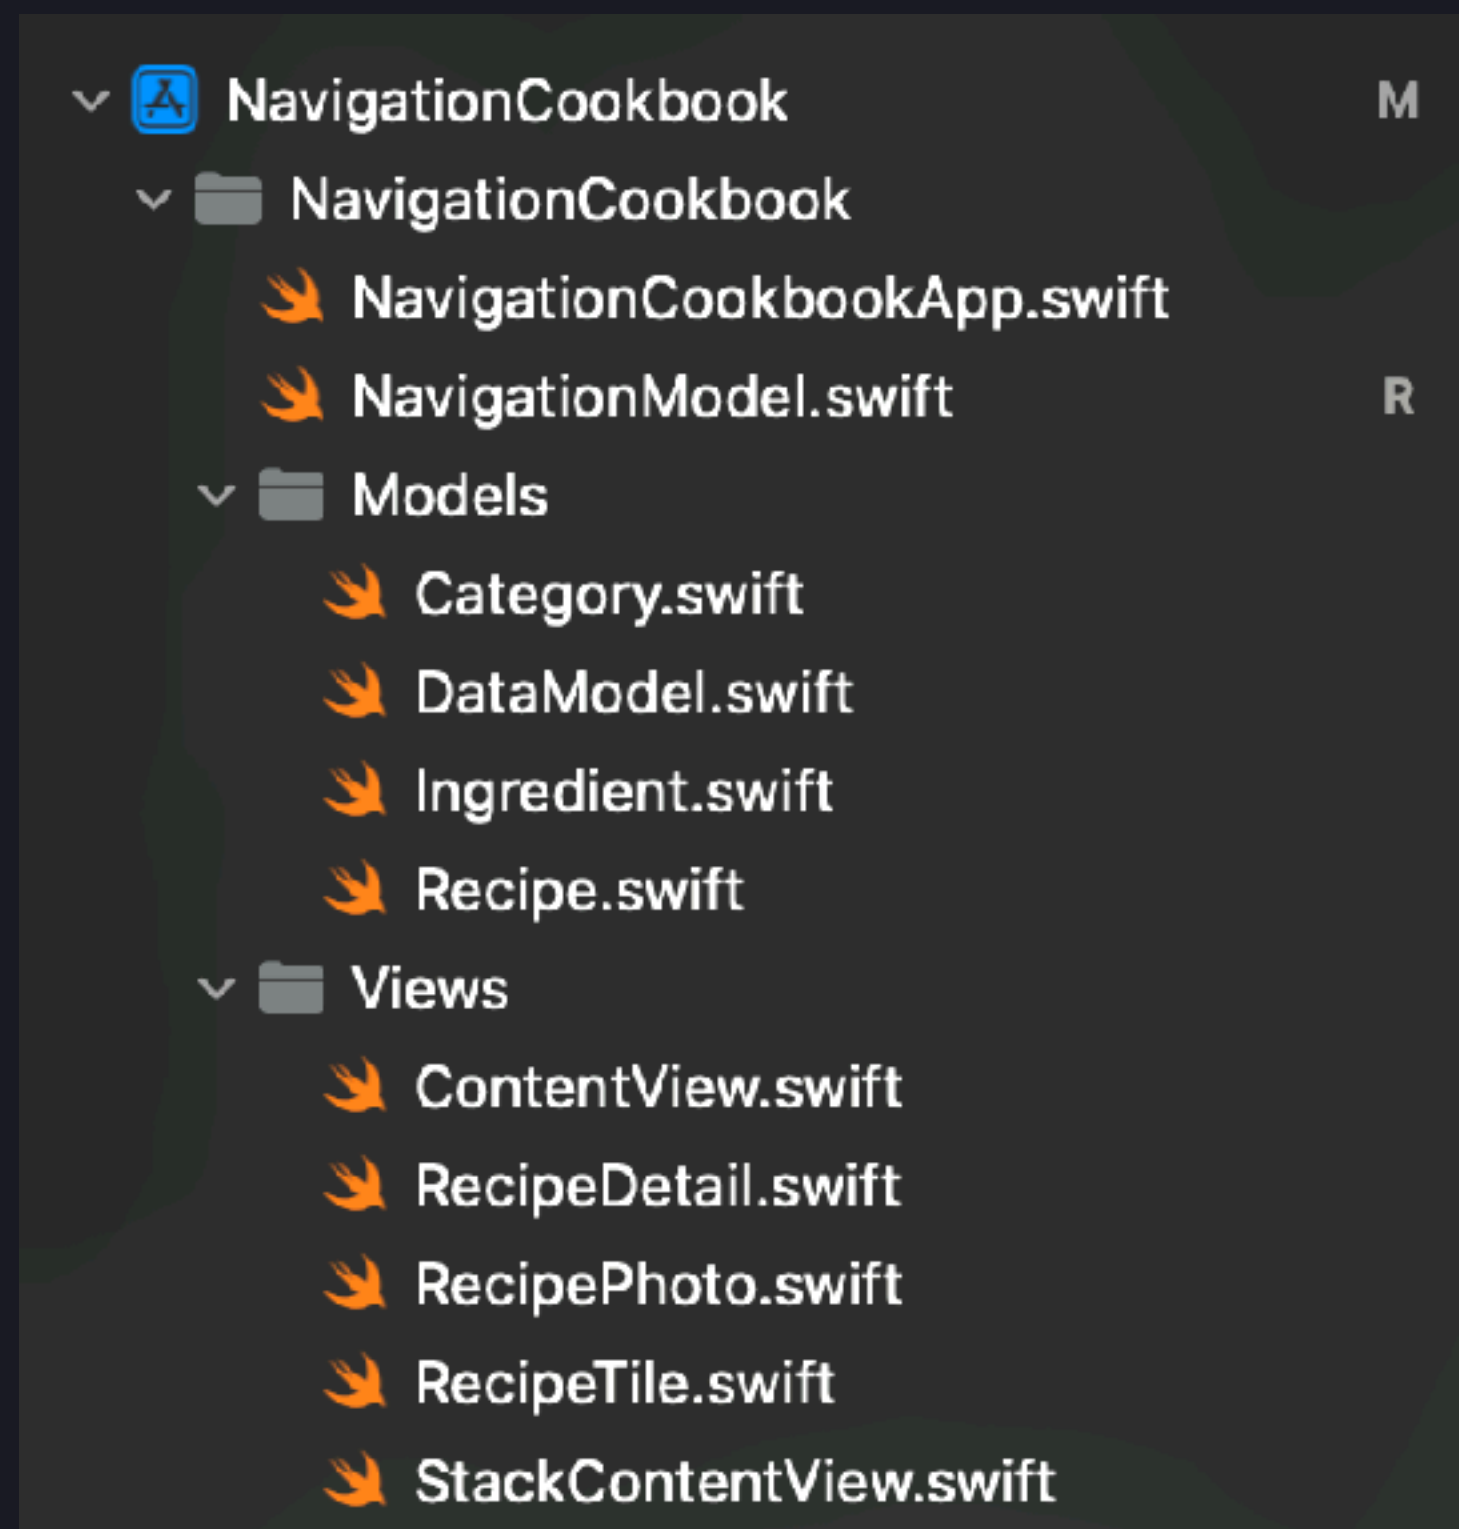 NavigationCookbook M
NavigationCookbook
NavigationCookbookApp.swift
NavigationModel.swift R
Models
Category.swift
DataModel.swift
Ingredient.swift
Recipe.swift
Views
ContentView.swift
RecipeDetail.swift
RecipePhoto.swift
RecipeTile.swift
StackContentView.swift